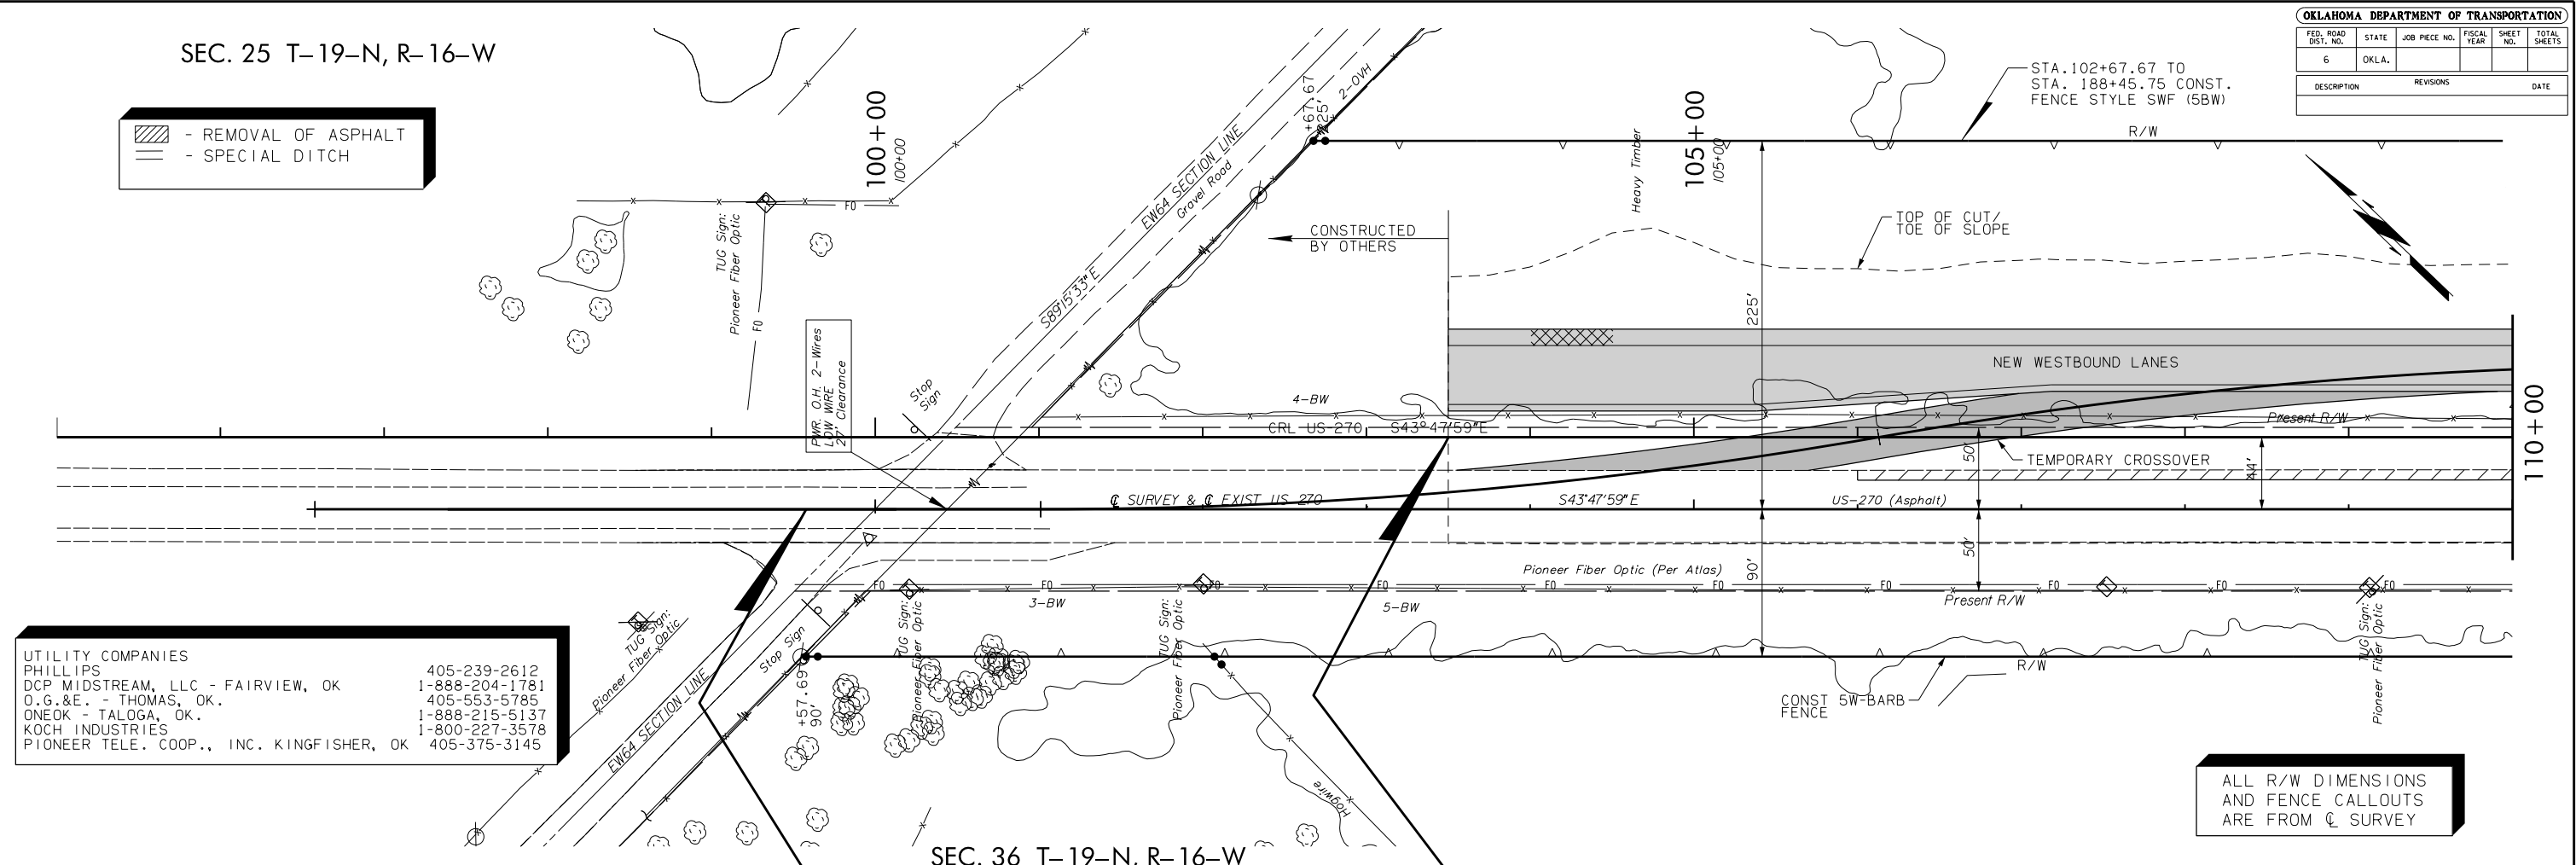 SEC. 25 T-19-N, R-16-W
- REMOVAL OF ASPHALT
- SPECIAL DITCH
OKLAHOMA DEPARTMENT OF TRANSPORTATION
FED. ROAD DIST. NO. STATE JOB PIECE NO. FISCAL YEAR SHEET NO. TOTAL SHEETS
6 OKLA.
DESCRIPTION REVISIONS DATE
STA.102+67.67 TO
STA. 188+45.75 CONST.
FENCE STYLE SWF (5BW)
R/W
100+00
100+00
105+00
105+00
110+00
+67.67
225'
2-OVH
Heavy Timber
EW64 SECTION LINE
Gravel Road
S89°15'33"E
TUG Sign:
Pioneer Fiber Optic
FO
FO
CONSTRUCTED
BY OTHERS
TOP OF CUT/
TOE OF SLOPE
225'
NEW WESTBOUND LANES
PWR. O.H. 2-Wires
LOW WIRE
27' Clearance
Stop
Sign
4-BW
CRL US-270 S43°47'59"E
Present R/W
50'
TEMPORARY CROSSOVER
44'
℄ SURVEY & ℄ EXIST US-270
S43°47'59"E
US-270 (Asphalt)
90'
50'
Pioneer Fiber Optic (Per Atlas)
FO FO FO FO FO FO FO FO FO FO
3-BW
5-BW
Present R/W
TUG Sign:
Pioneer Fiber Optic
TUG Sign:
Pioneer Fiber Optic
TUG Sign:
Pioneer Fiber Optic
TUG Sign:
Pioneer Fiber Optic
Stop Sign
R/W
CONST 5W-BARB
FENCE
+57.69
90'
EW64 SECTION LINE
Hogwire
UTILITY COMPANIES
PHILLIPS 405-239-2612
DCP MIDSTREAM, LLC - FAIRVIEW, OK 1-888-204-1781
O.G.&E. - THOMAS, OK. 405-553-5785
ONEOK - TALOGA, OK. 1-888-215-5137
KOCH INDUSTRIES 1-800-227-3578
PIONEER TELE. COOP., INC. KINGFISHER, OK 405-375-3145
ALL R/W DIMENSIONS
AND FENCE CALLOUTS
ARE FROM ℄ SURVEY
SEC. 36 T-19-N, R-16-W